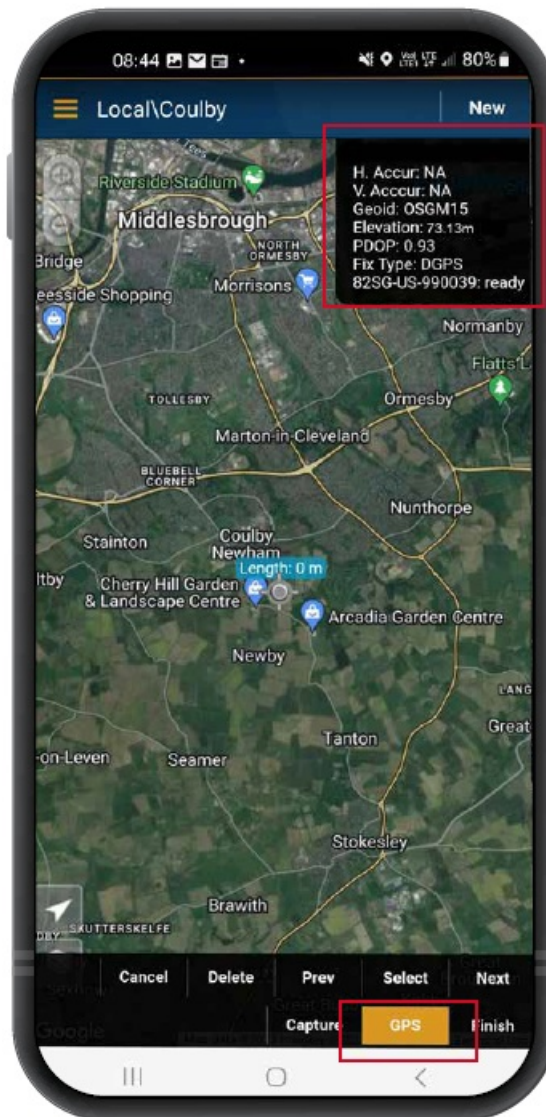 08:44
80%
Local\Coulby
New
H. Accur: NA
V. Acccur: NA
Geoid: OSGM15
Elevation: 73.13m
PDOP: 0.93
Fix Type: DGPS
82SG-US-990039: ready
Riverside Stadium
Middlesbrough
NORTH
ORMESBY
Bridge
Morrisons
eesside Shopping
Normanby
Flatts L
TOLLESBY
Ormesby
Marton-in-Cleveland
BLUEBELL
CORNER
Nunthorpe
Stainton
Coulby
Newham
Length: 0 m
ltby
Cherry Hill Garden
& Landscape Centre
Arcadia Garden Centre
Newby
LANG
Great
Tanton
-on-Leven
Seamer
Stokesley
Brawith
SKUTTERSKELFE
Cancel
Delete
Prev
Select
Next
Google
Capture
GPS
Finish